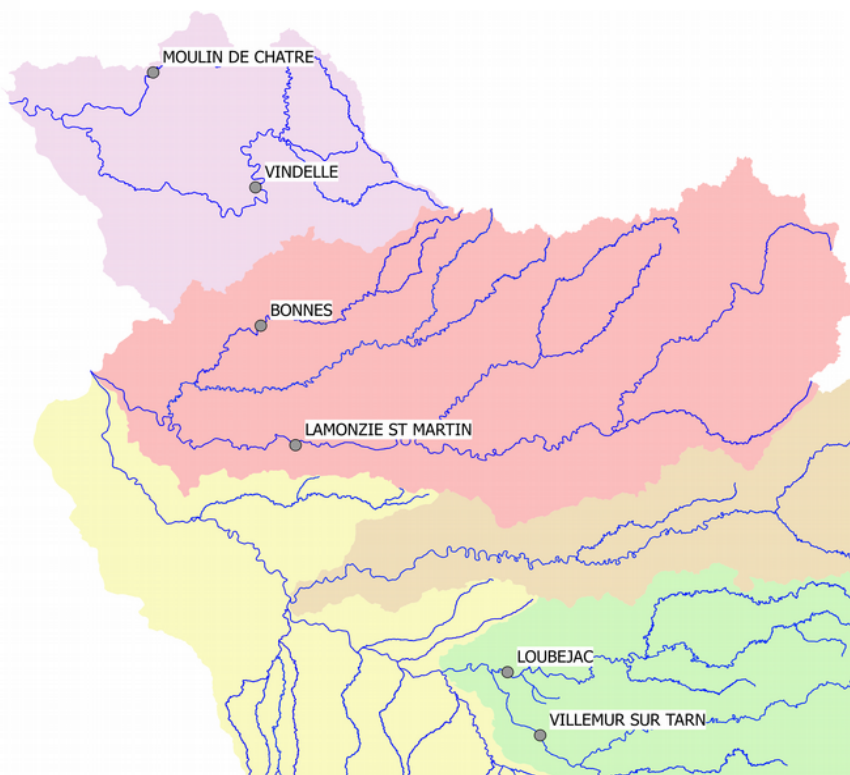 MOULIN DE CHATRE
VINDELLE
BONNES
LAMONZIE ST MARTIN
LOUBEJAC
VILLEMUR SUR TARN